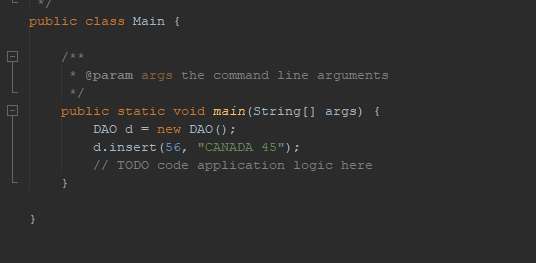 */
public class Main {
/**
* @param args the command line arguments
*/
public static void main(String[] args) {
DAO d = new DAO();
d.insert(56, "CANADA 45");
// TODO code application logic here
}
}